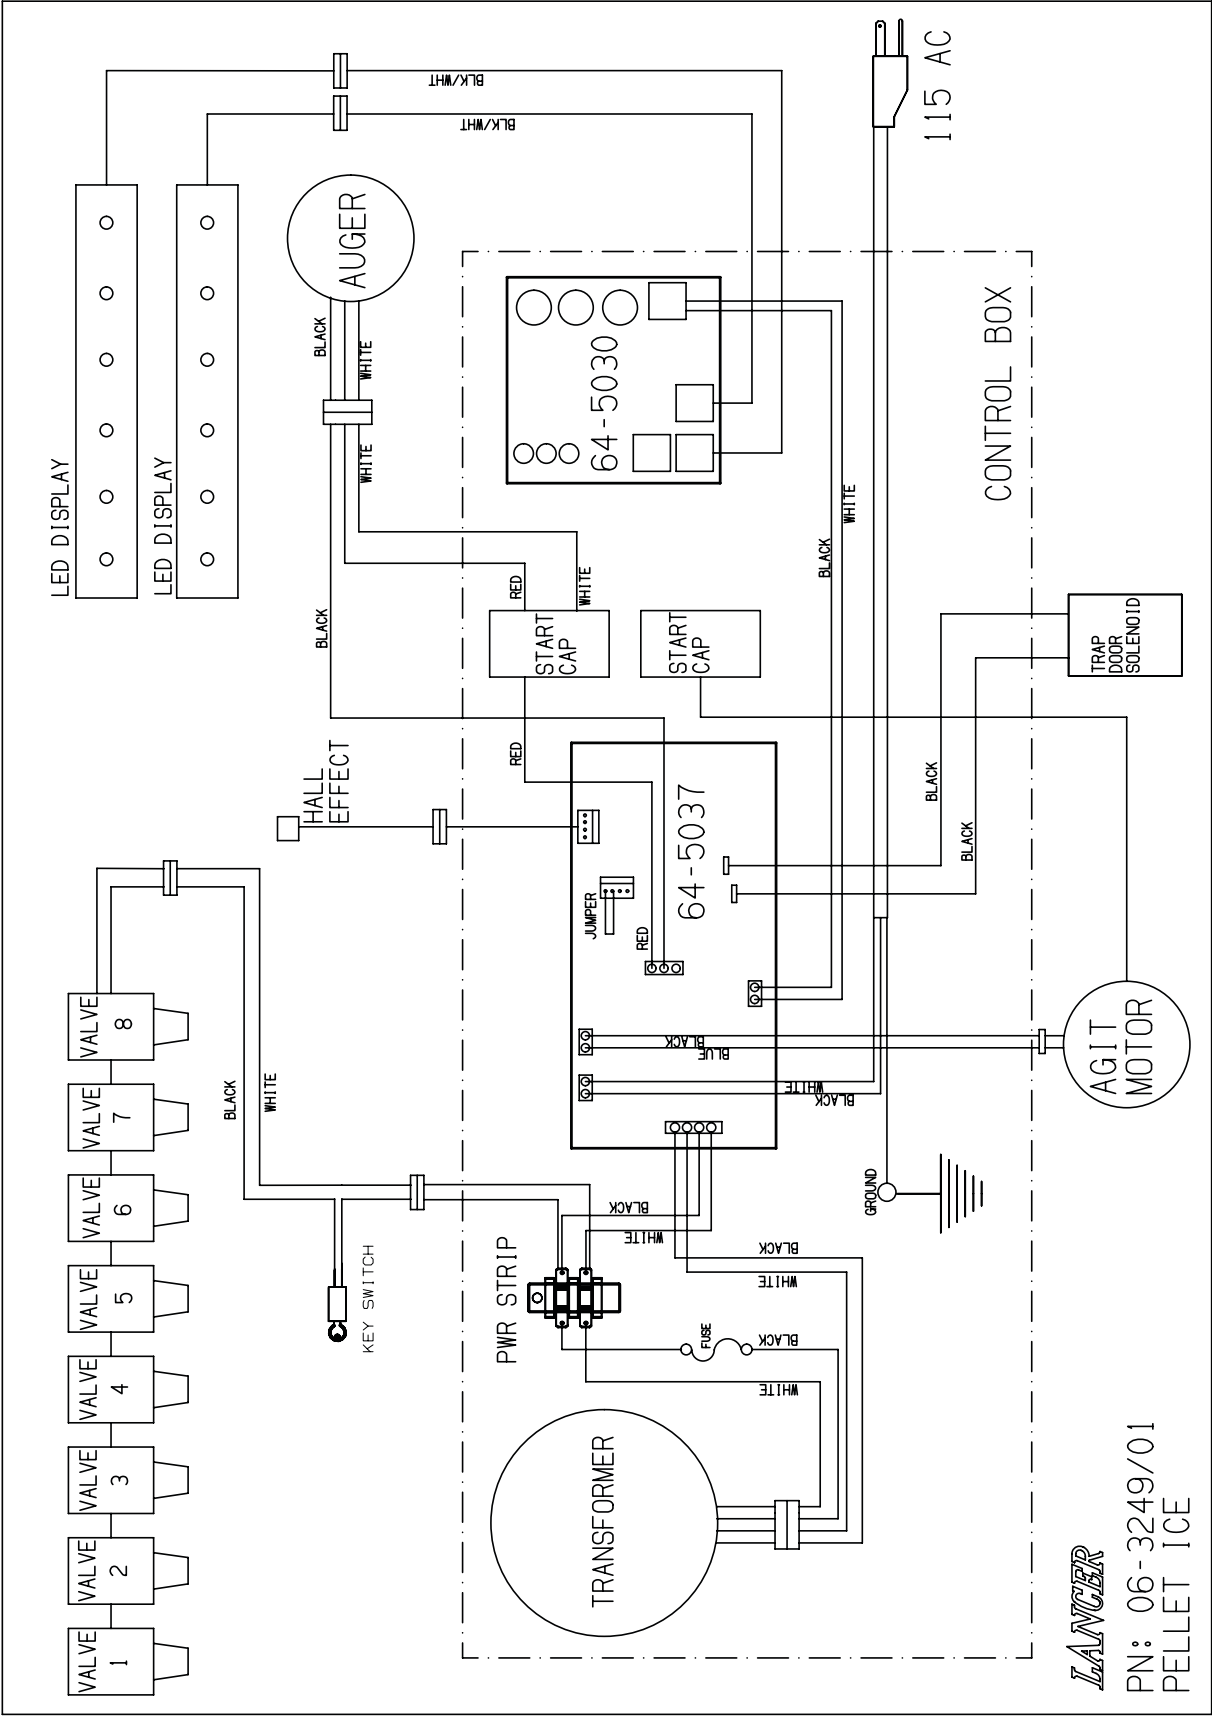 VALVE
1
VALVE
2
VALVE
3
VALVE
4
VALVE
5
VALVE
6
VALVE
7
VALVE
8
LED DISPLAY
LED DISPLAY
BLK/WHT
BLK/WHT
BLACK
WHITE
KEY SWITCH
HALL
EFFECT
AUGER
BLACK
WHITE
WHITE
BLACK
RED
WHITE
RED
START
CAP
START
CAP
64-5030
PWR STRIP
BLACK
WHITE
FUSE
BLACK
WHITE
BLACK
WHITE
TRANSFORMER
JUMPER
RED
64-5037
BLACK
BLUE
WHITE
BLACK
BLACK
WHITE
GROUND
BLACK
BLACK
CONTROL BOX
115 AC
AGIT
MOTOR
TRAP
DOOR
SOLENOID
LANCER
PN: 06-3249/01
PELLET ICE